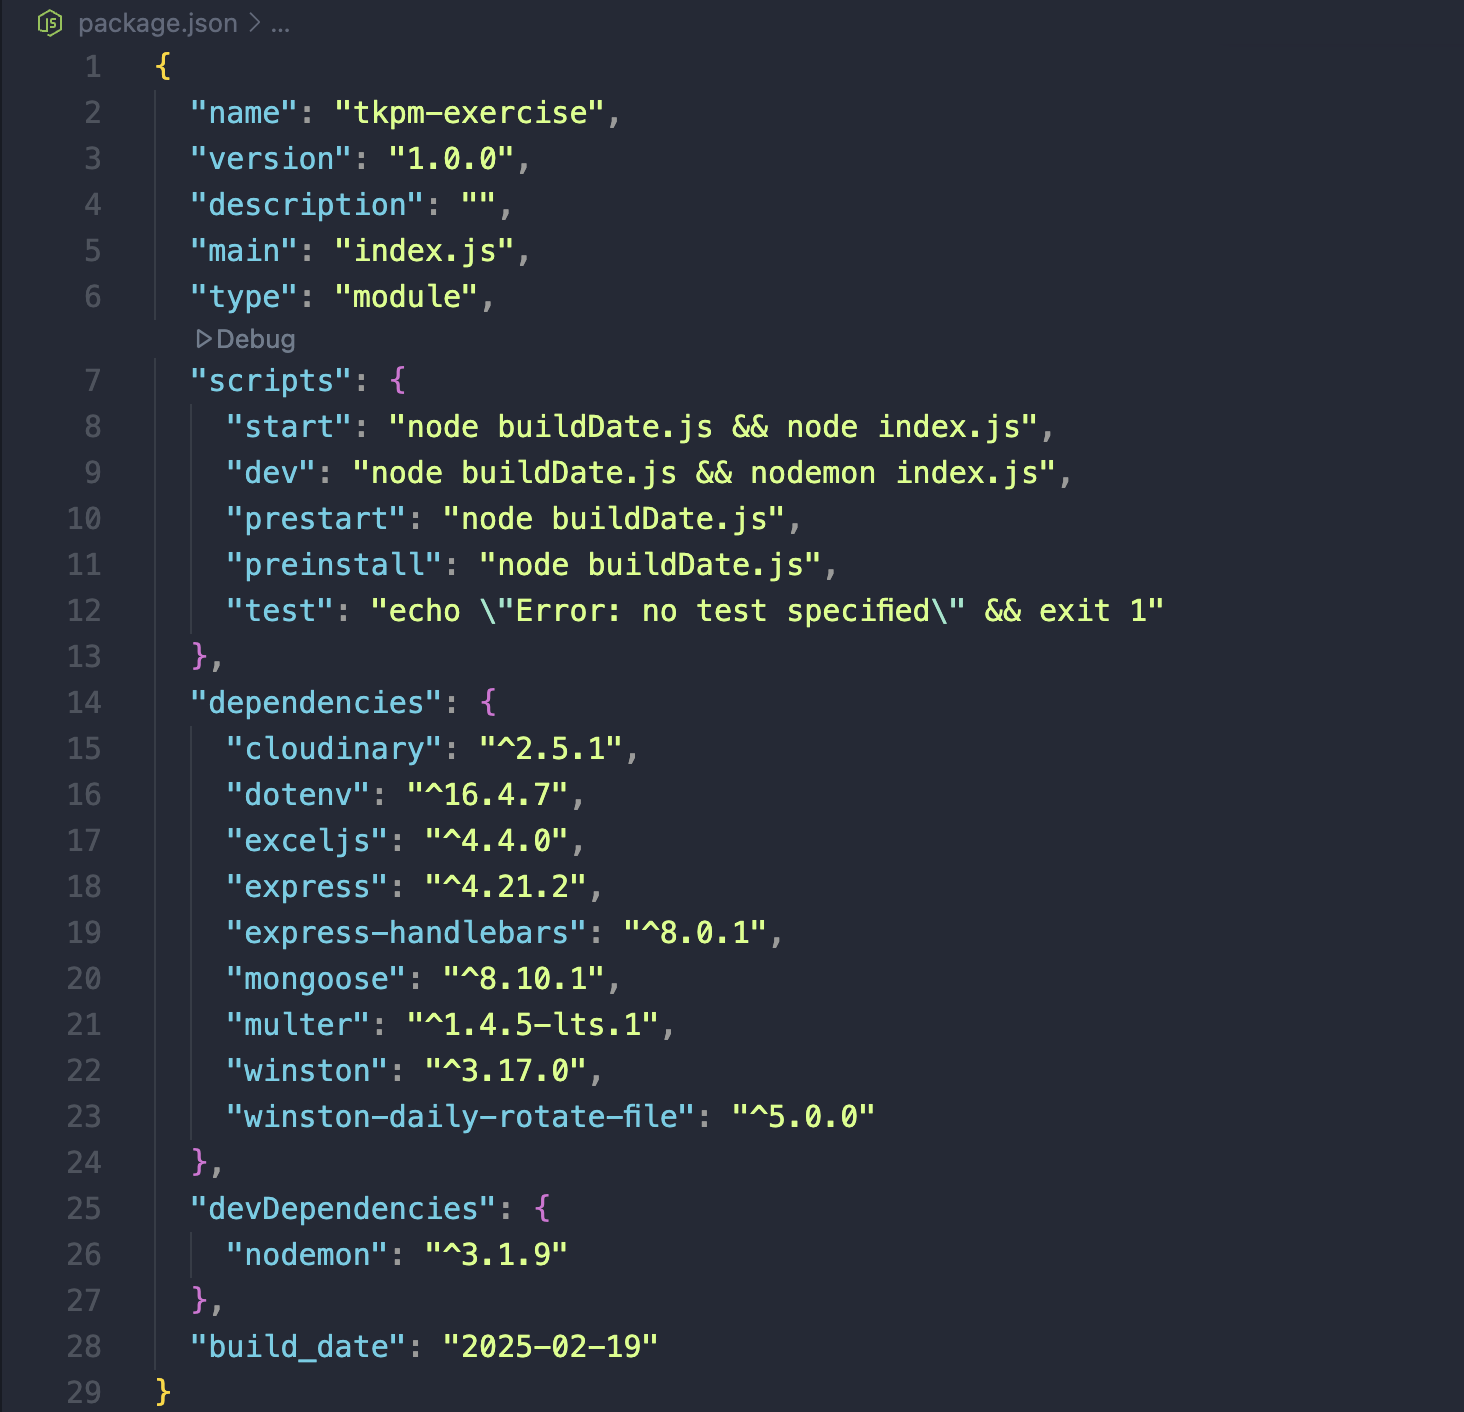 package.json > ...
1 {
2 "name": "tkpm-exercise",
3 "version": "1.0.0",
4 "description": "",
5 "main": "index.js",
6 "type": "module",
Debug
7 "scripts": {
8 "start": "node buildDate.js && node index.js",
9 "dev": "node buildDate.js && nodemon index.js",
10 "prestart": "node buildDate.js",
11 "preinstall": "node buildDate.js",
12 "test": "echo \"Error: no test specified\" && exit 1"
13 },
14 "dependencies": {
15 "cloudinary": "^2.5.1",
16 "dotenv": "^16.4.7",
17 "exceljs": "^4.4.0",
18 "express": "^4.21.2",
19 "express-handlebars": "^8.0.1",
20 "mongoose": "^8.10.1",
21 "multer": "^1.4.5-lts.1",
22 "winston": "^3.17.0",
23 "winston-daily-rotate-file": "^5.0.0"
24 },
25 "devDependencies": {
26 "nodemon": "^3.1.9"
27 },
28 "build_date": "2025-02-19"
29 }